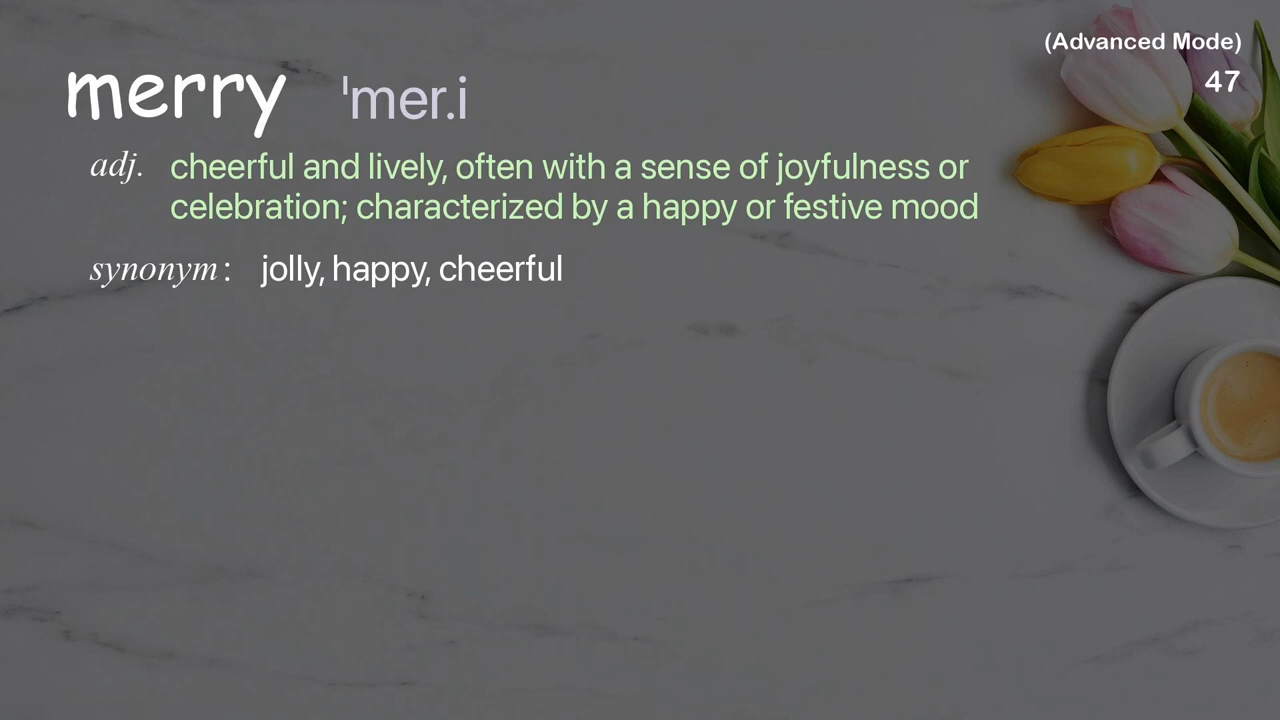 (Advanced Mode)
47
merry ˈmer.i
adj. cheerful and lively, often with a sense of joyfulness or
celebration; characterized by a happy or festive mood
synonym: jolly, happy, cheerful